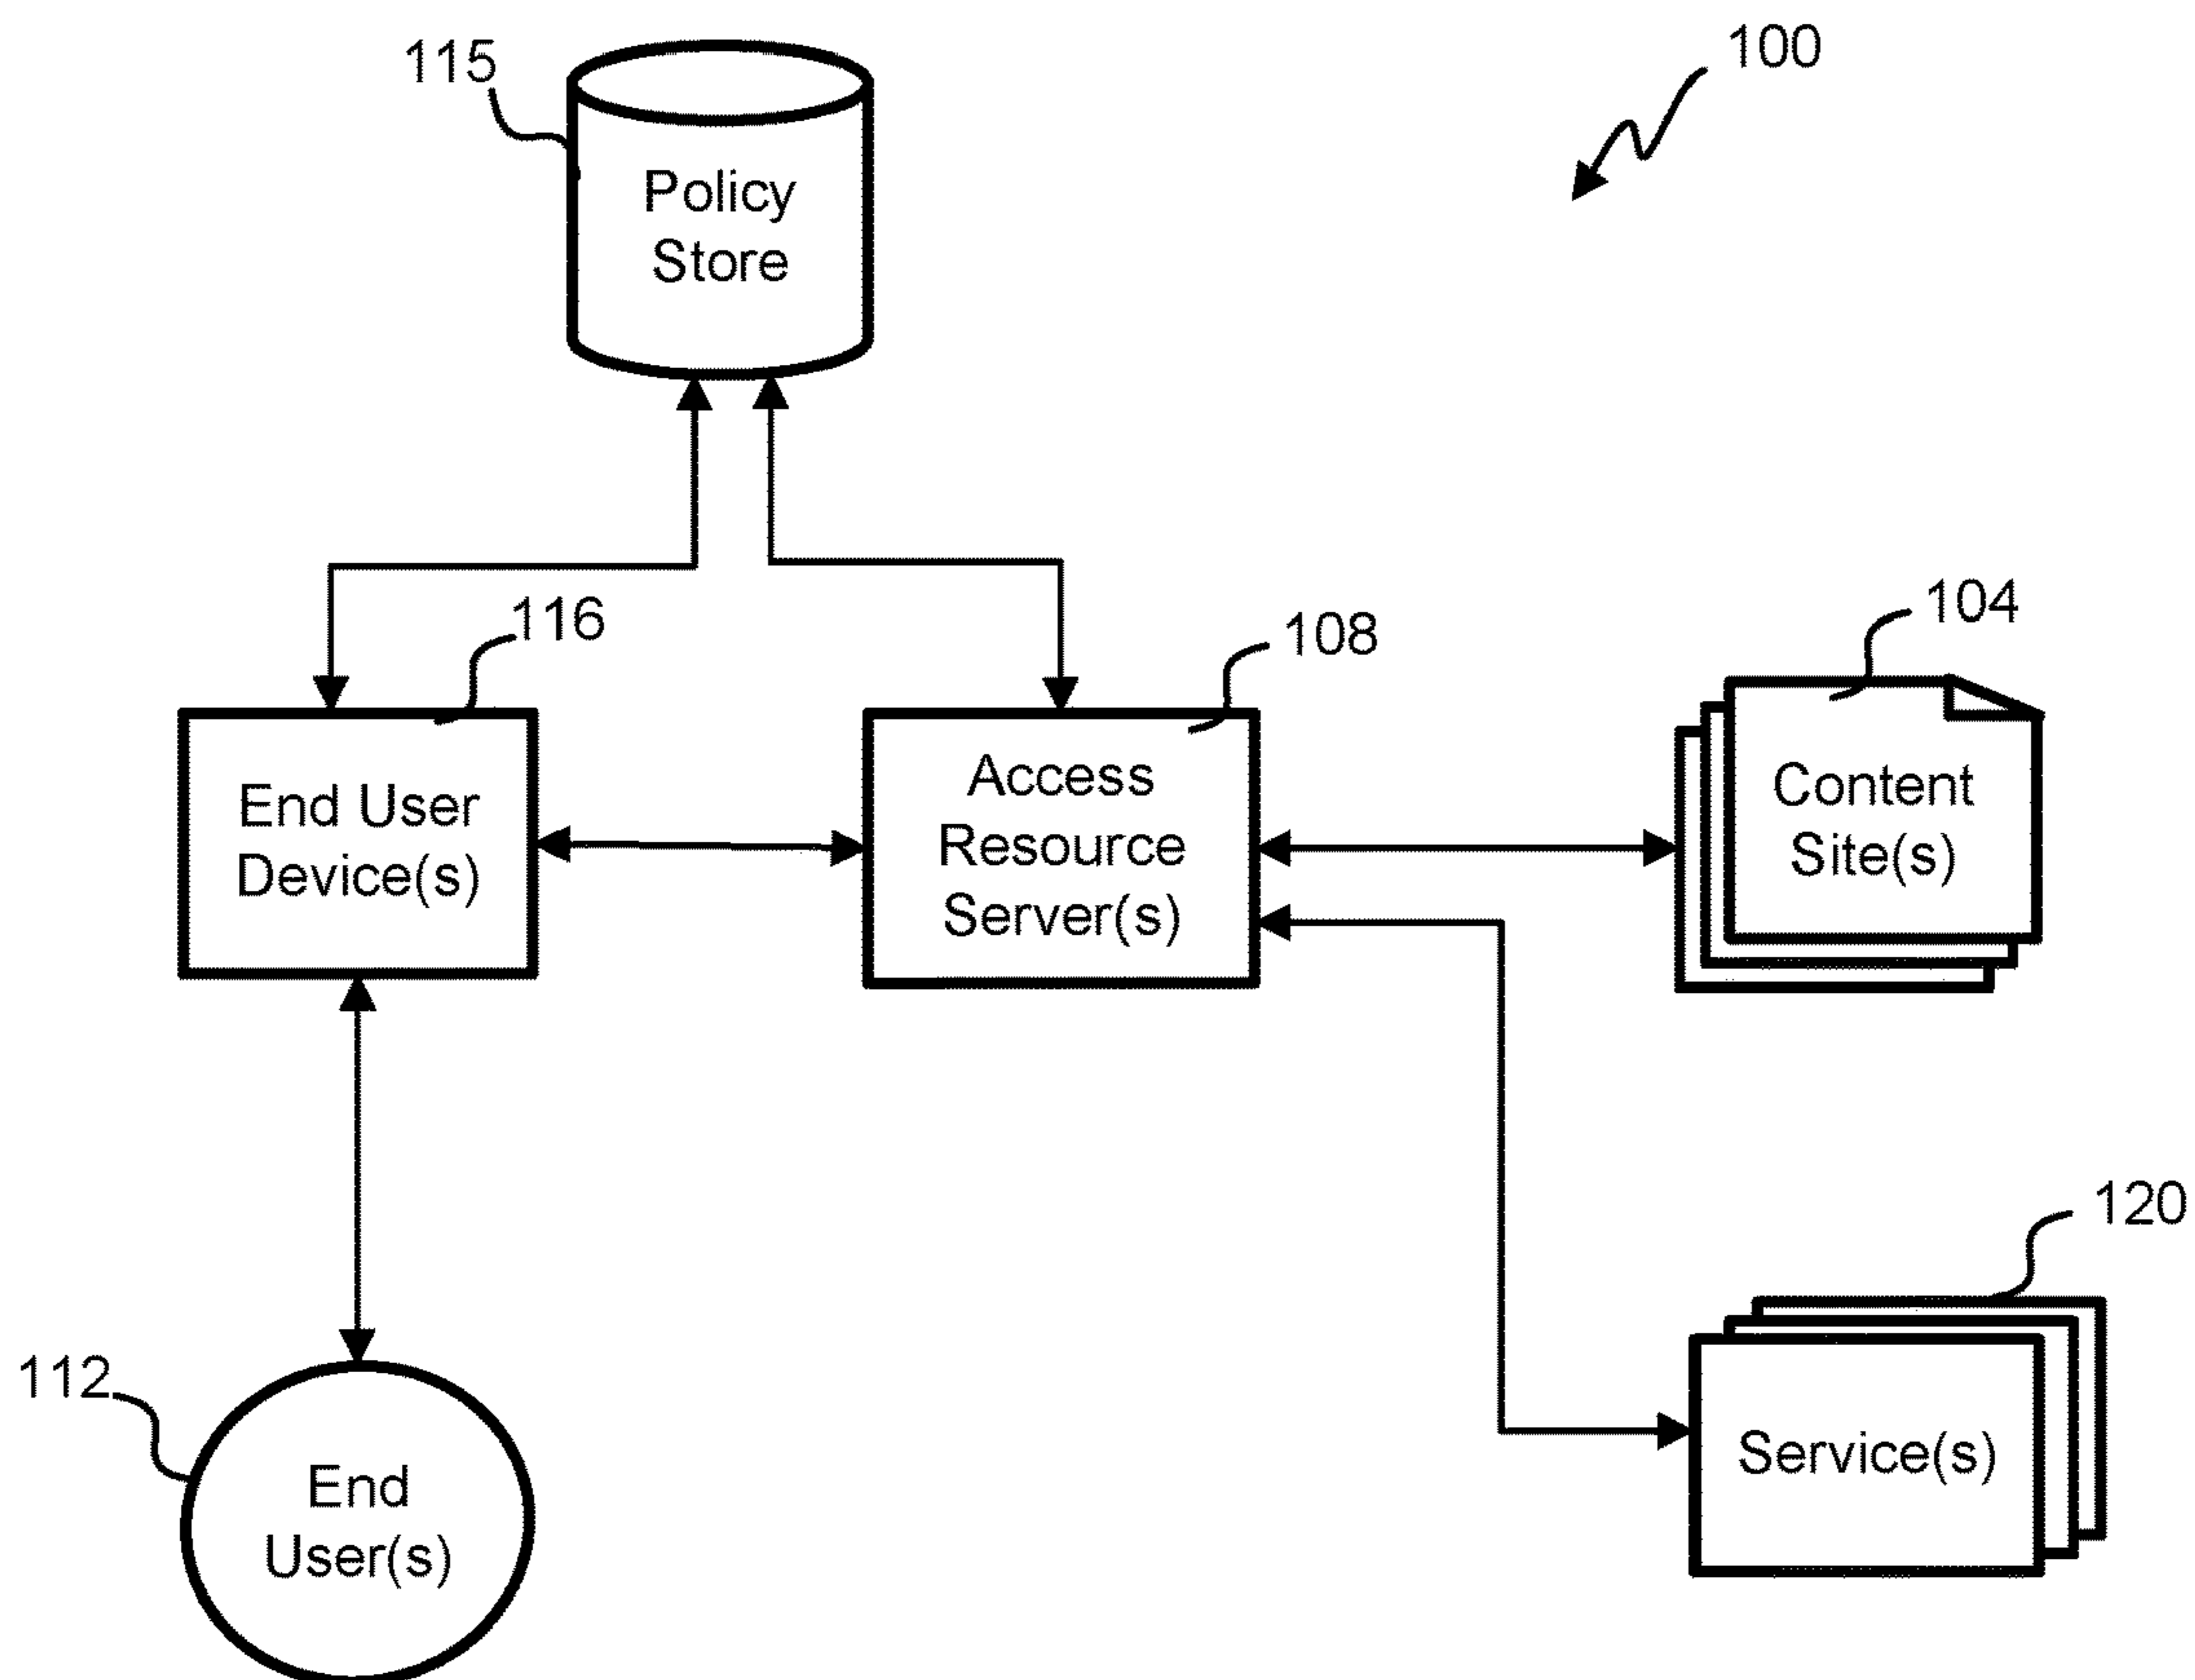 100
115
Policy
Store
116
108
104
End User
Device(s)
Access
Resource
Server(s)
Content
Site(s)
120
112
End
User(s)
Service(s)